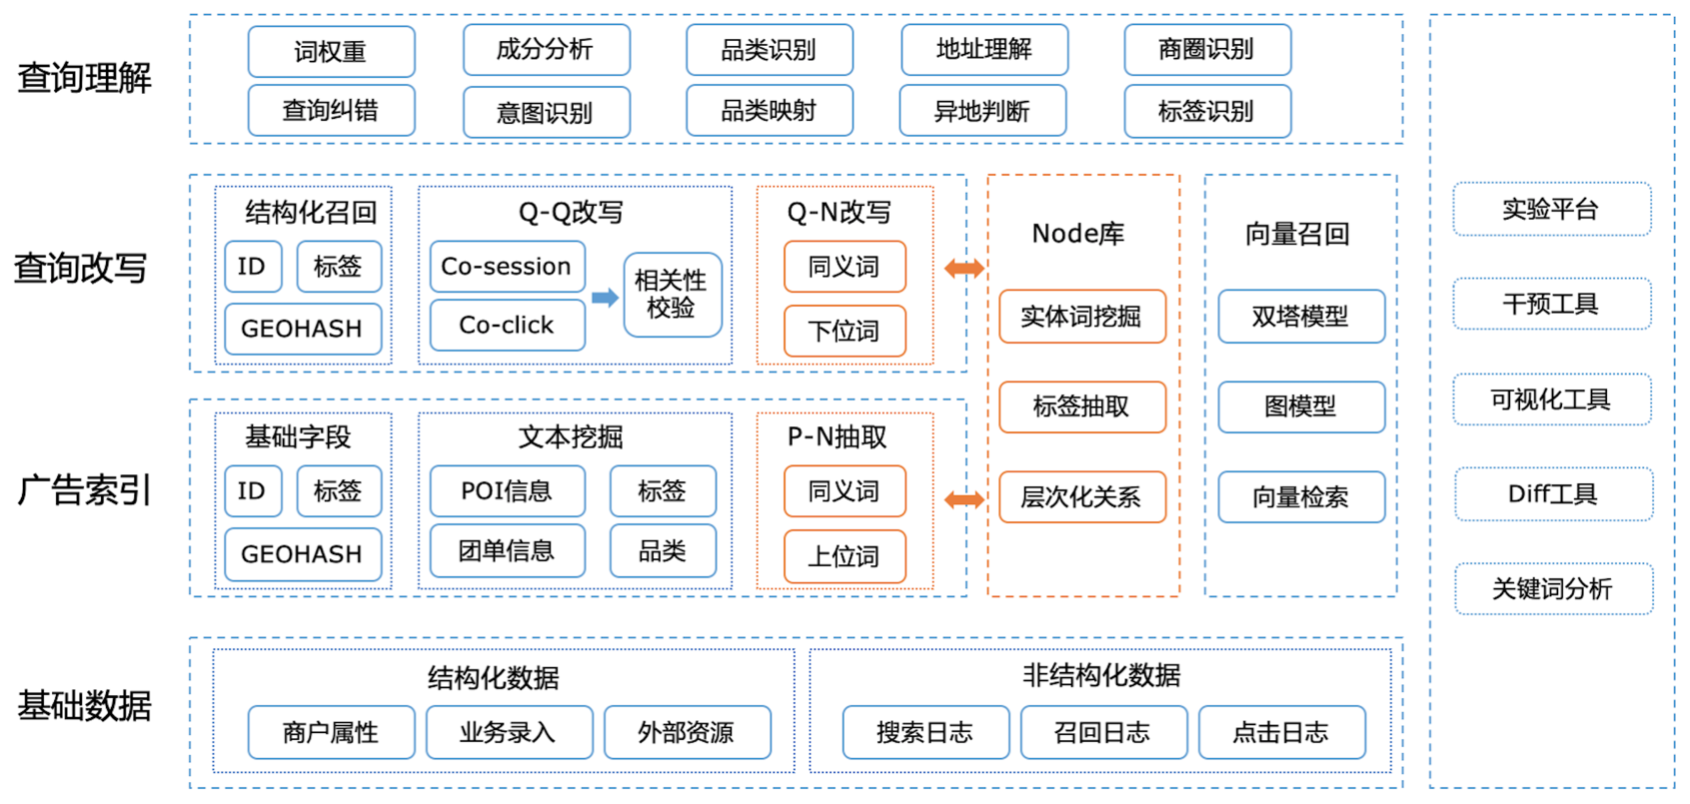 查询理解
词权重
成分分析
品类识别
地址理解
商圈识别
查询纠错
意图识别
品类映射
异地判断
标签识别
查询改写
结构化召回
ID
标签
GEOHASH
Q-Q改写
Co-session
Co-click
相关性
校验
Q-N改写
同义词
下位词
广告索引
基础字段
ID
标签
GEOHASH
文本挖掘
POI信息
标签
团单信息
品类
P-N抽取
同义词
上位词
Node库
实体词挖掘
标签抽取
层次化关系
向量召回
双塔模型
图模型
向量检索
基础数据
结构化数据
商户属性
业务录入
外部资源
非结构化数据
搜索日志
召回日志
点击日志
实验平台
干预工具
可视化工具
Diff工具
关键词分析